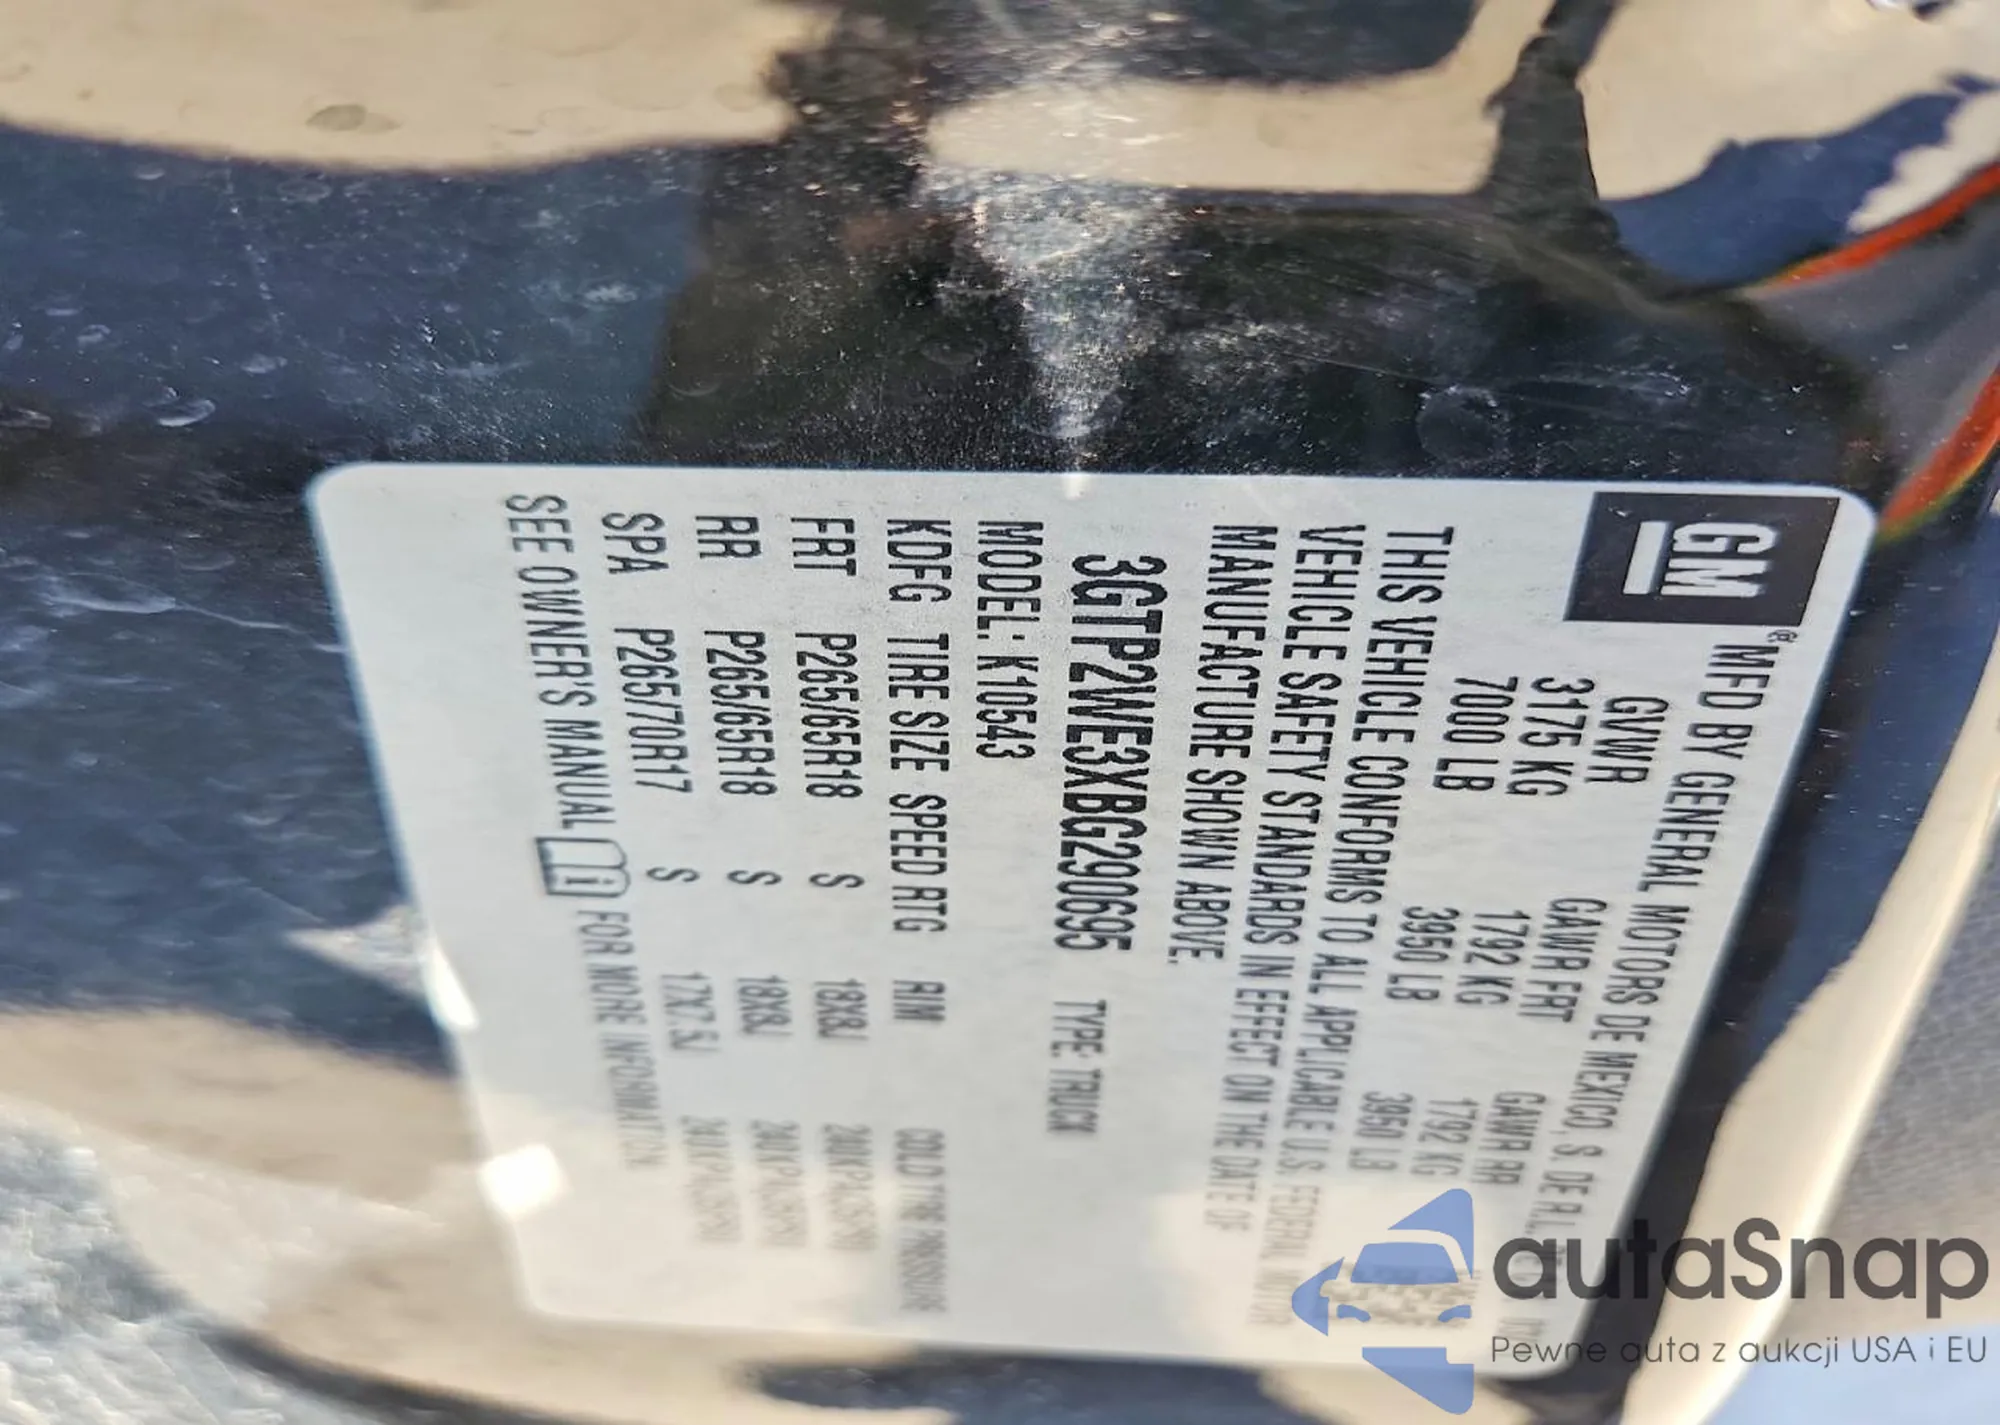 GM
® MFD BY GENERAL MOTORS DE MEXICO, S. DE R.L.
GVWR GAWR FRT GAWR RR
3175 KG 1792 KG 1792 KG
7000 LB 3950 LB 3950 LB
THIS VEHICLE CONFORMS TO ALL APPLICABLE U.S. FEDERAL MOTOR
VEHICLE SAFETY STANDARDS IN EFFECT ON THE DATE OF
MANUFACTURE SHOWN ABOVE.
3GTP2WE3XBG290695 TYPE: TRUCK
MODEL: K10543
KDFG TIRE SIZE SPEED RTG RIM COLD TIRE PRESSURE
FRT P265/65R18 S 18X8J
RR P265/65R18 S 18X8J
SPA P265/70R17 S 17X7.5J
SEE OWNER'S MANUAL FOR MORE INFORMATION
autaSnap
Pewne auta z aukcji USA i EU